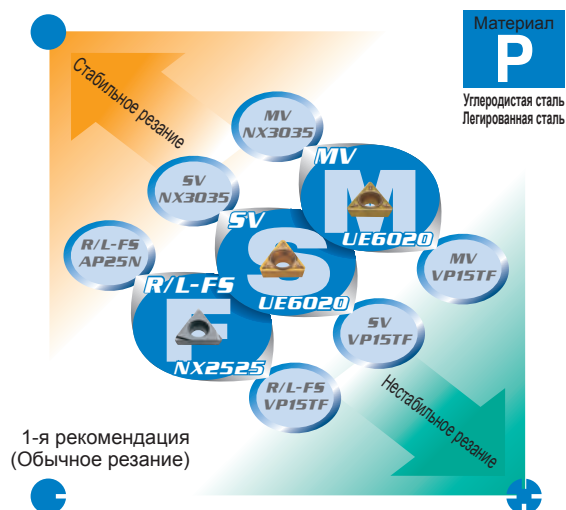 Материал
P
Углеродистая сталь
Легированная сталь
Стабильное резание
MV
NX3035
MV
M
UE6020
SV
NX3035
SV
S
UE6020
R/L-FS
AP25N
MV
VP15TF
R/L-FS
F
NX2525
SV
VP15TF
R/L-FS
VP15TF
Нестабильное резание
1-я рекомендация
(Обычное резание)